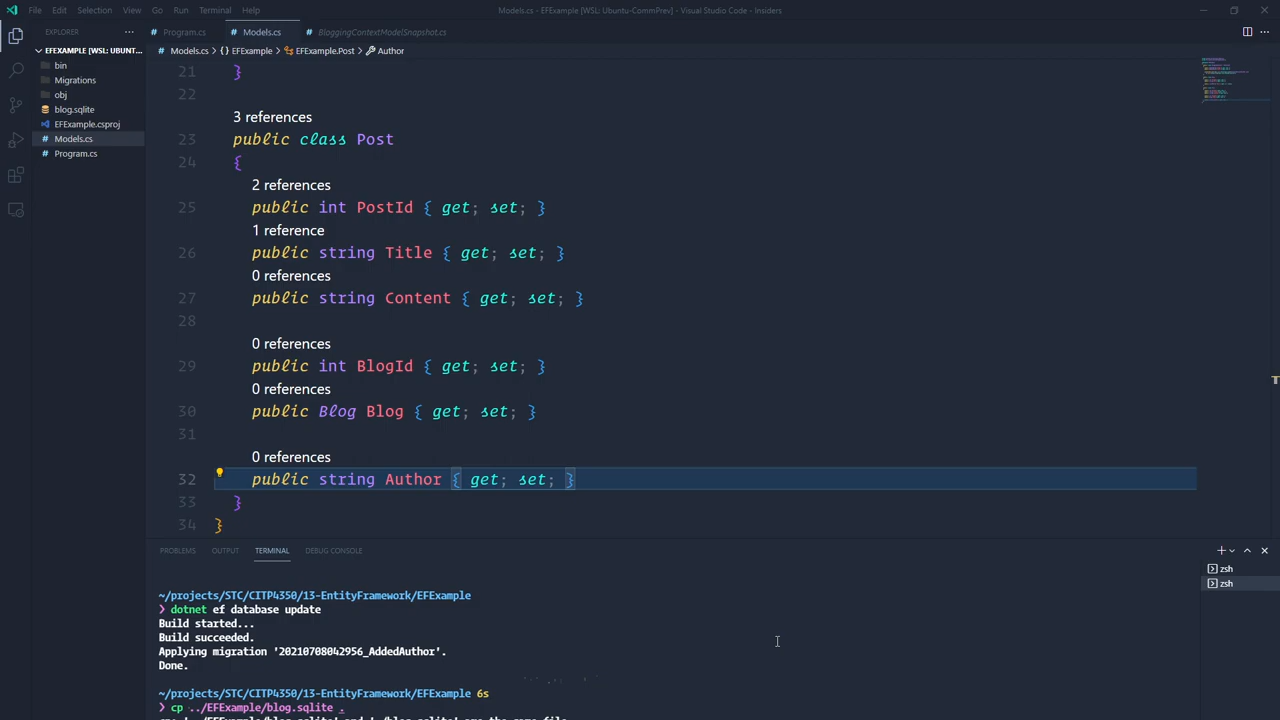 File Edit Selection View Go Run Terminal Help
Models.cs - EFExample [WSL: Ubuntu-CommPrev] - Visual Studio Code - Insiders
EXPLORER
Program.cs
Models.cs
BloggingContextModelSnapshot.cs
EFEXAMPLE [WSL: UBUNT...
Models.cs > {} EFExample > EFExample.Post > Author
bin
Migrations
obj
blog.sqlite
EFExample.csproj
Models.cs
Program.cs
21 }
22
3 references
23 public class Post
24 {
2 references
25 public int PostId { get; set; }
1 reference
26 public string Title { get; set; }
0 references
27 public string Content { get; set; }
28
0 references
29 public int BlogId { get; set; }
0 references
30 public Blog Blog { get; set; }
31
0 references
32 public string Author { get; set; }
33 }
34 }
PROBLEMS OUTPUT TERMINAL DEBUG CONSOLE
zsh
zsh
~/projects/STC/CITP4350/13-EntityFramework/EFExample
❯ dotnet ef database update
Build started...
Build succeeded.
Applying migration '20210708042956_AddedAuthor'.
Done.
~/projects/STC/CITP4350/13-EntityFramework/EFExample 6s
❯ cp ../EFExample/blog.sqlite .